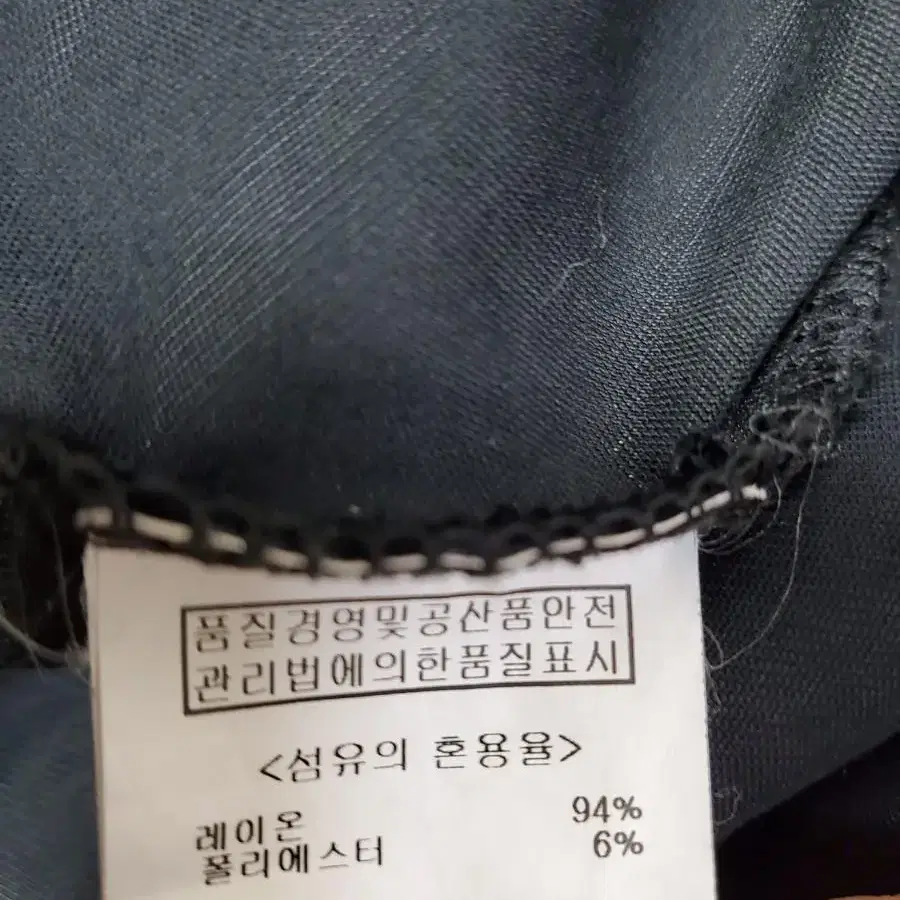 품질경영및공산품안전
관리법에의한품질표시
<섬유의 혼용율>
레이온 94%
폴리에스터 6%